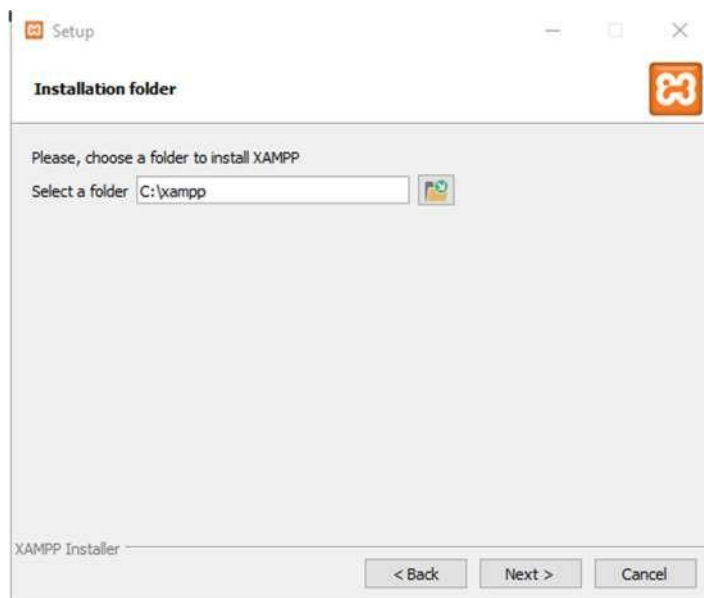 Setup
Installation folder
Please, choose a folder to install XAMPP
Select a folder C:\xampp
XAMPP Installer
< Back Next > Cancel